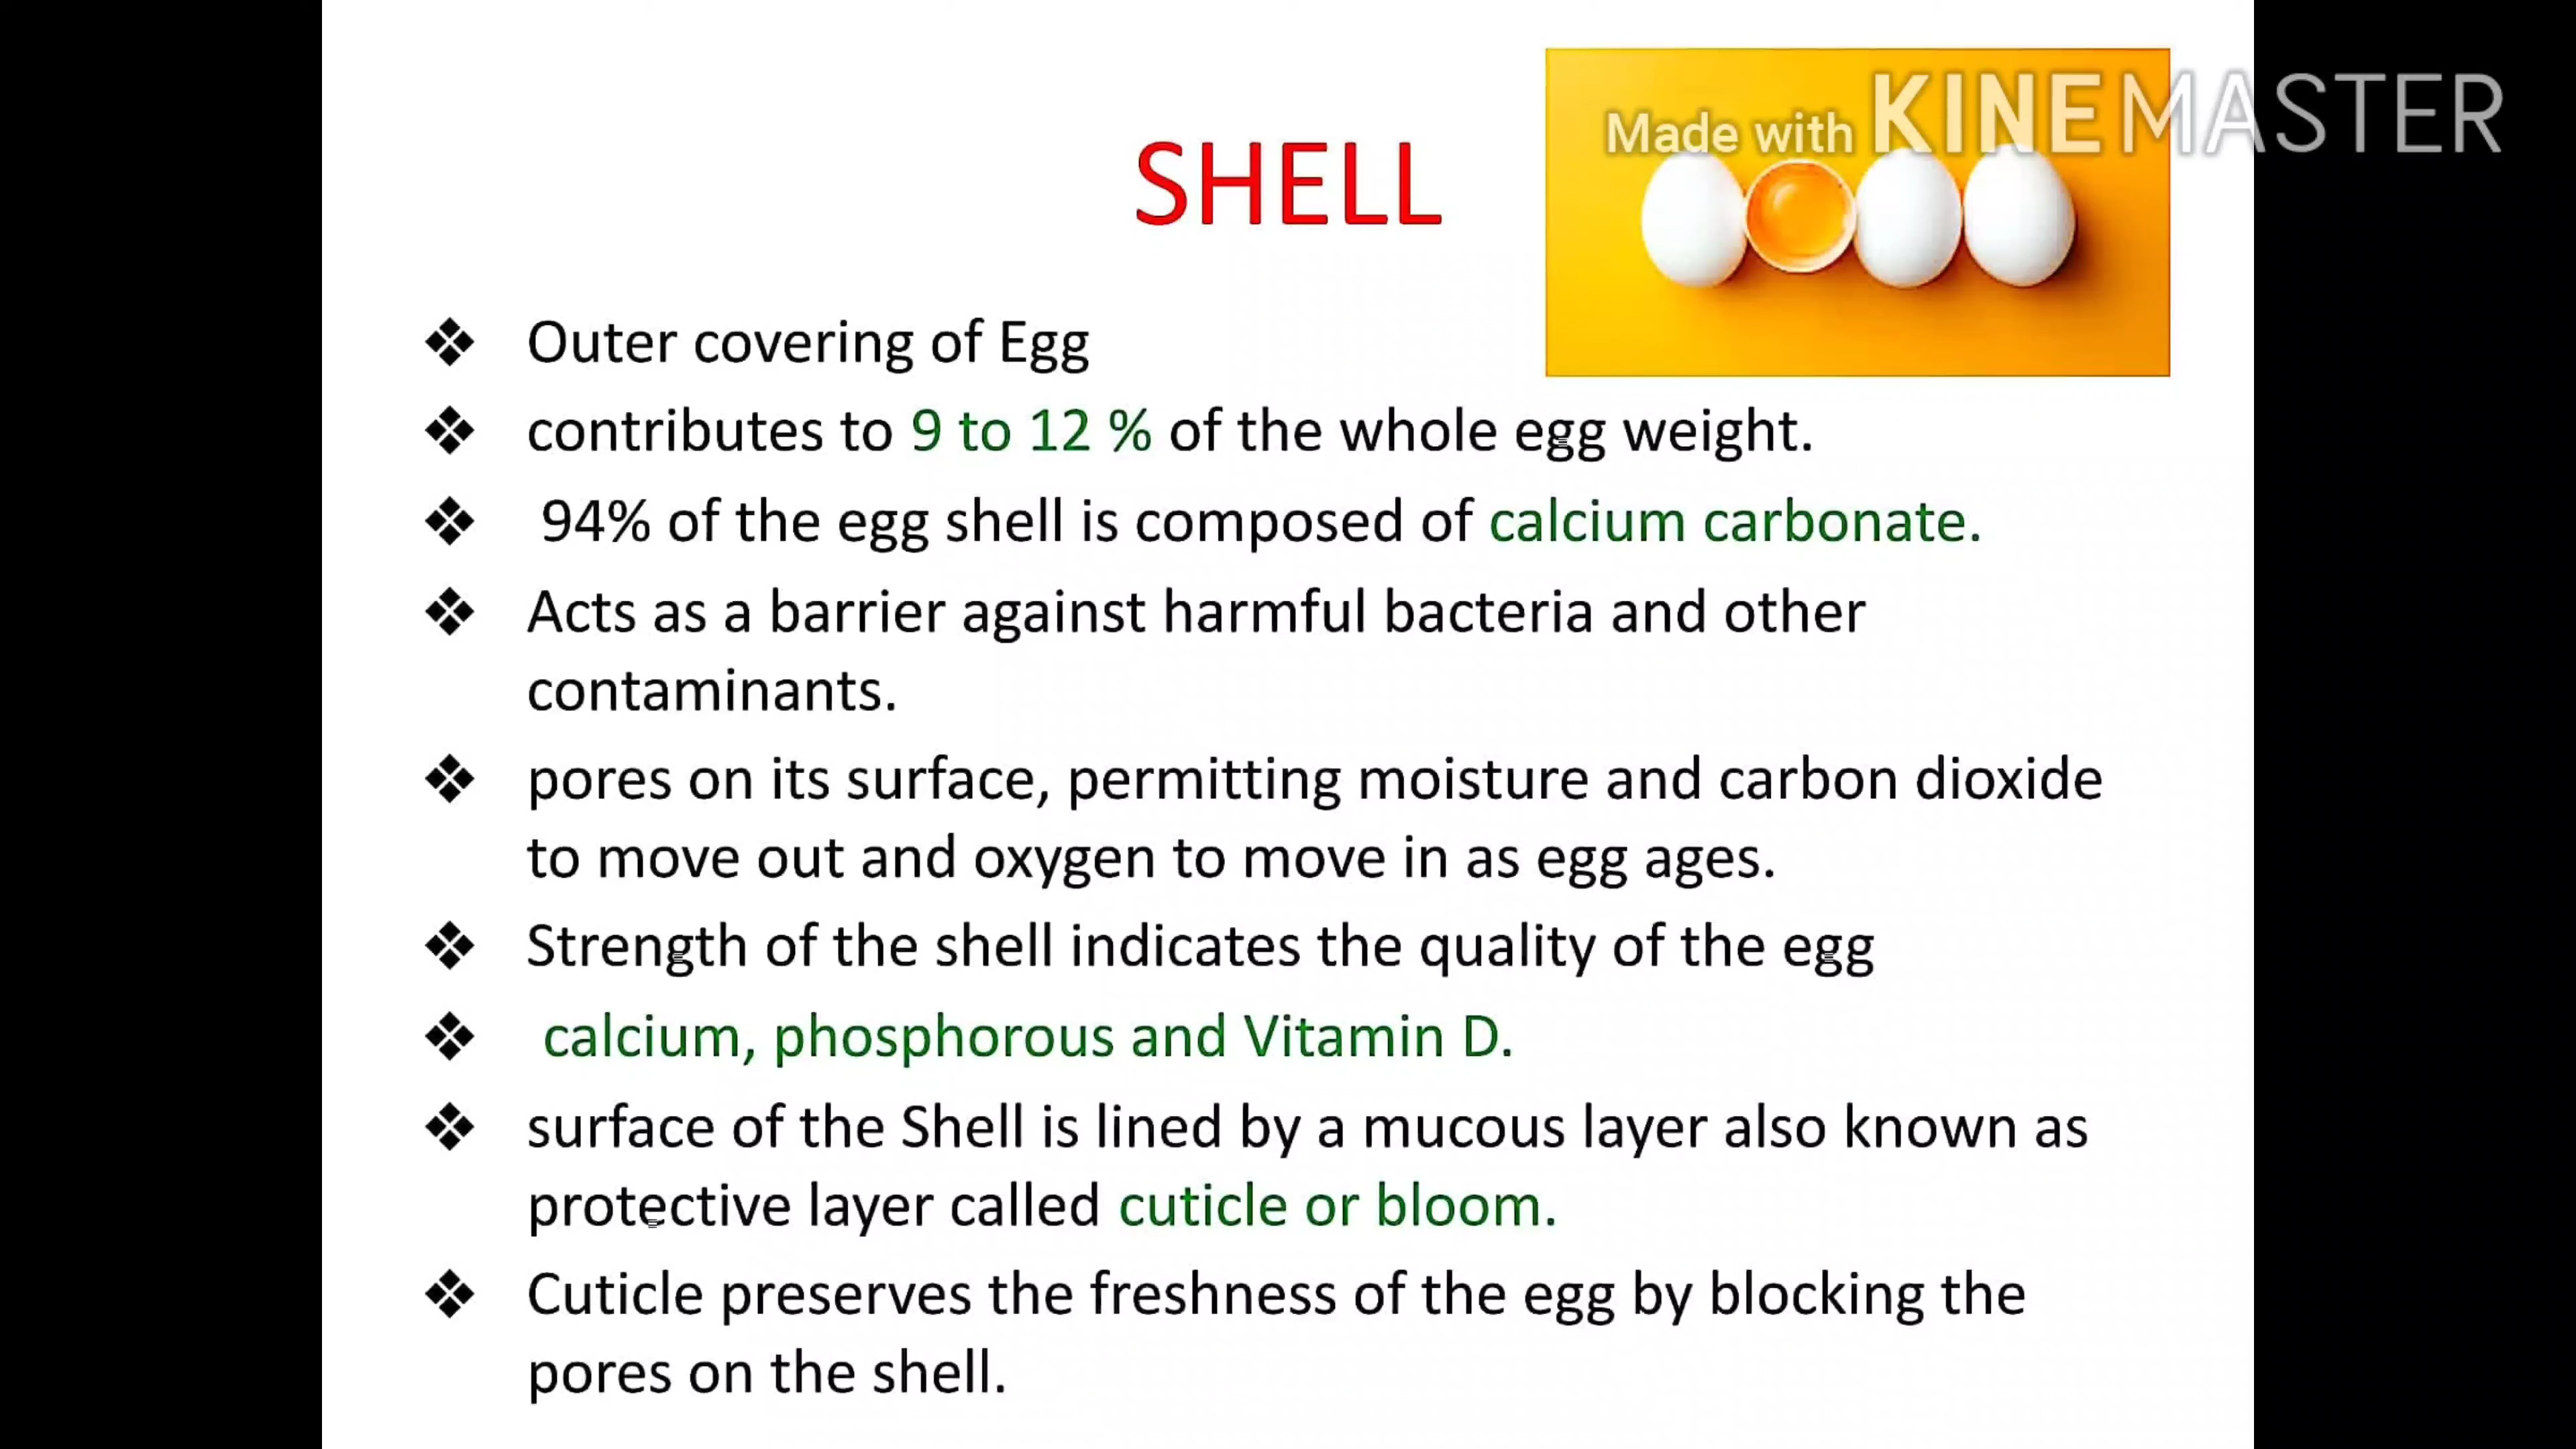 Made with KINEMASTER
SHELL
❖ Outer covering of Egg
❖ contributes to 9 to 12 % of the whole egg weight.
❖ 94% of the egg shell is composed of calcium carbonate.
❖ Acts as a barrier against harmful bacteria and other
contaminants.
❖ pores on its surface, permitting moisture and carbon dioxide
to move out and oxygen to move in as egg ages.
❖ Strength of the shell indicates the quality of the egg
❖ calcium, phosphorous and Vitamin D.
❖ surface of the Shell is lined by a mucous layer also known as
protective layer called cuticle or bloom.
❖ Cuticle preserves the freshness of the egg by blocking the
pores on the shell.